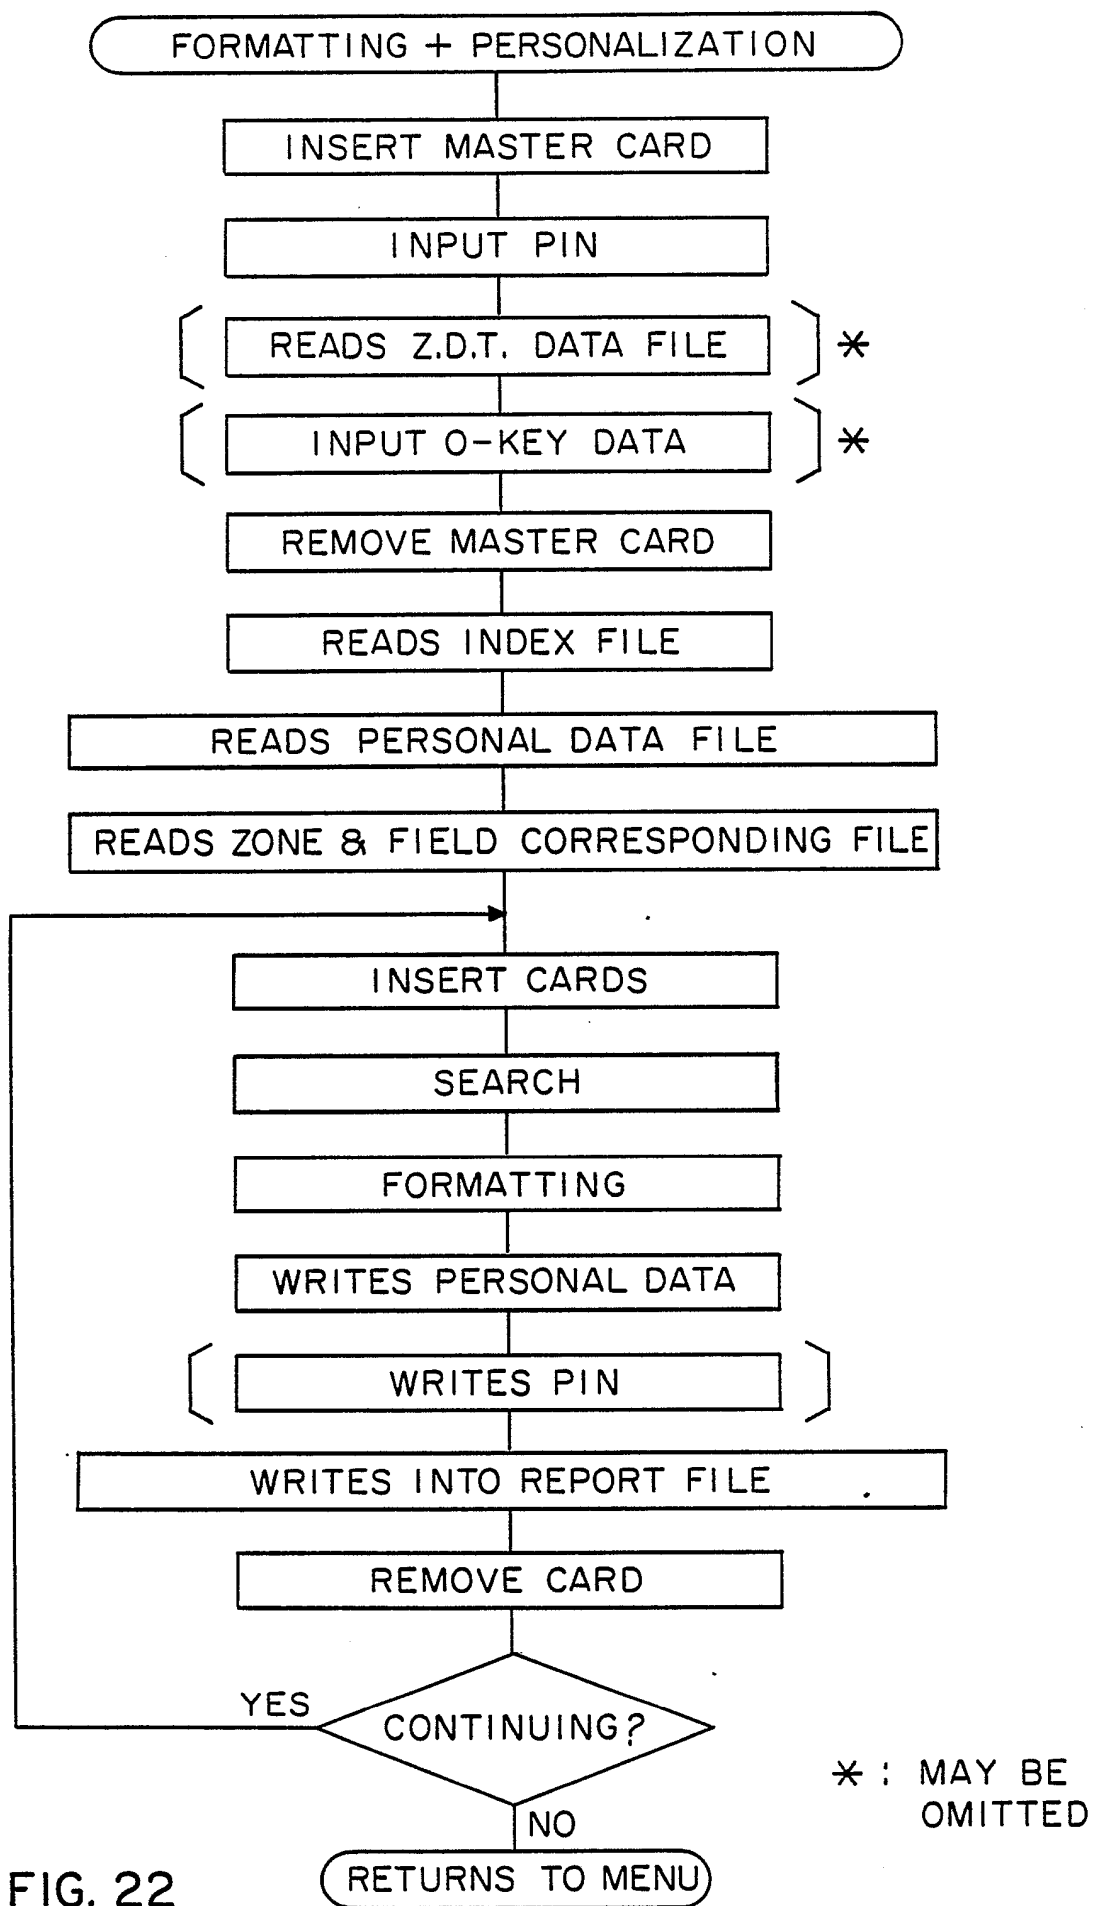 FORMATTING + PERSONALIZATION
INSERT MASTER CARD
INPUT PIN
READS Z.D.T. DATA FILE *
INPUT O-KEY DATA *
REMOVE MASTER CARD
READS INDEX FILE
READS PERSONAL DATA FILE
READS ZONE & FIELD CORRESPONDING FILE
INSERT CARDS
SEARCH
FORMATTING
WRITES PERSONAL DATA
WRITES PIN
WRITES INTO REPORT FILE
REMOVE CARD
YES
CONTINUING?
* : MAY BE
OMITTED
NO
RETURNS TO MENU
FIG. 22